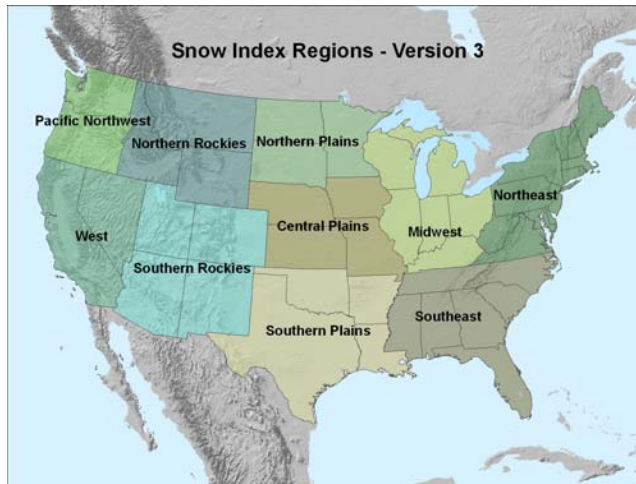 Snow Index Regions - Version 3
Pacific Northwest
Northern Rockies
Northern Plains
Northeast
West
Central Plains
Midwest
Southern Rockies
Southern Plains
Southeast